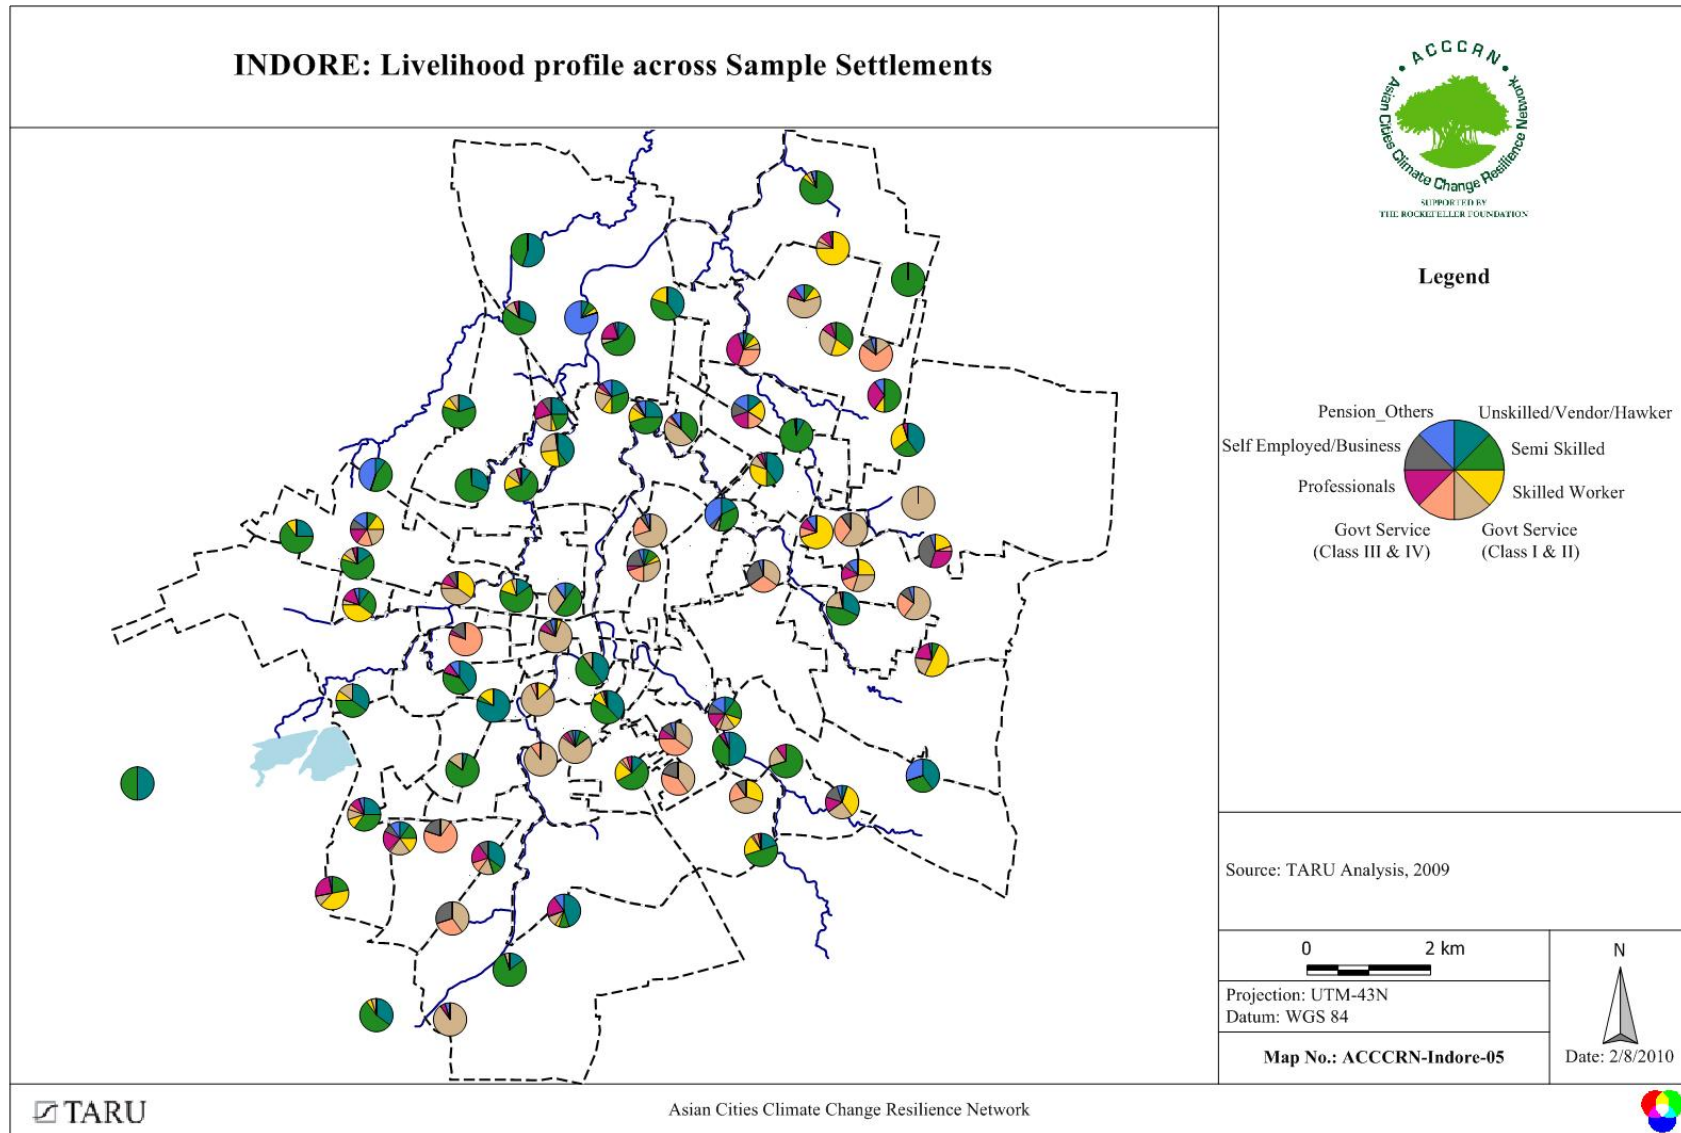 INDORE: Livelihood profile across Sample Settlements
ACCCRN
Asian Cities Climate Change Resilience Network
SUPPORTED BY
THE ROCKEFELLER FOUNDATION
Legend
Pension_Others
Unskilled/Vendor/Hawker
Self Employed/Business
Semi Skilled
Professionals
Skilled Worker
Govt Service
(Class III & IV)
Govt Service
(Class I & II)
Source: TARU Analysis, 2009
0 2 km
N
Projection: UTM-43N
Datum: WGS 84
Map No.: ACCCRN-Indore-05
Date: 2/8/2010
TARU
Asian Cities Climate Change Resilience Network